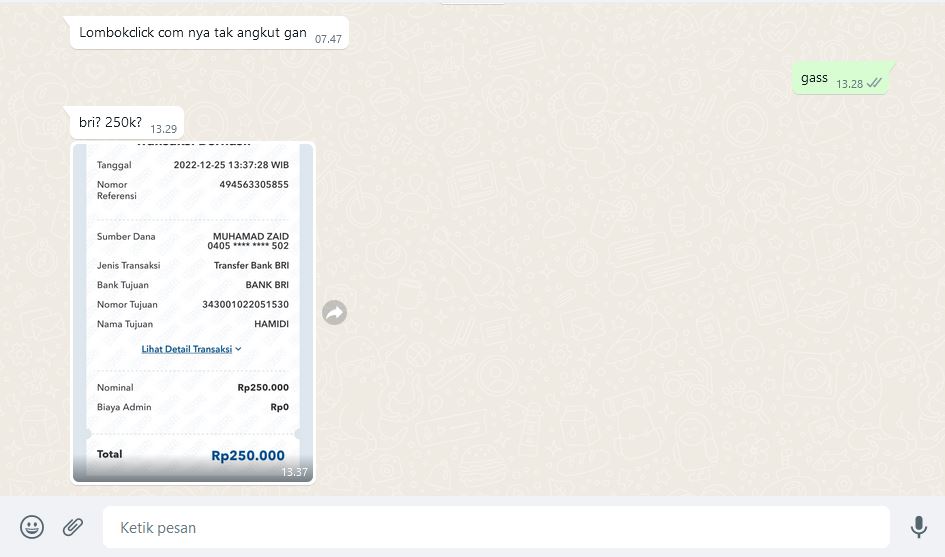 Lombokclick com nya tak angkut gan 07.47
gass 13.28
bri? 250k? 13.29
Tanggal 2022-12-25 13:37:28 WIB
Nomor 494563305855
Referensi
Sumber Dana MUHAMAD ZAID
0405 **** **** 502
Jenis Transaksi Transfer Bank BRI
Bank Tujuan BANK BRI
Nomor Tujuan 343001022051530
Nama Tujuan HAMIDI
Lihat Detail Transaksi
Nominal Rp250.000
Biaya Admin Rp0
Total Rp250.000
13.37
Ketik pesan